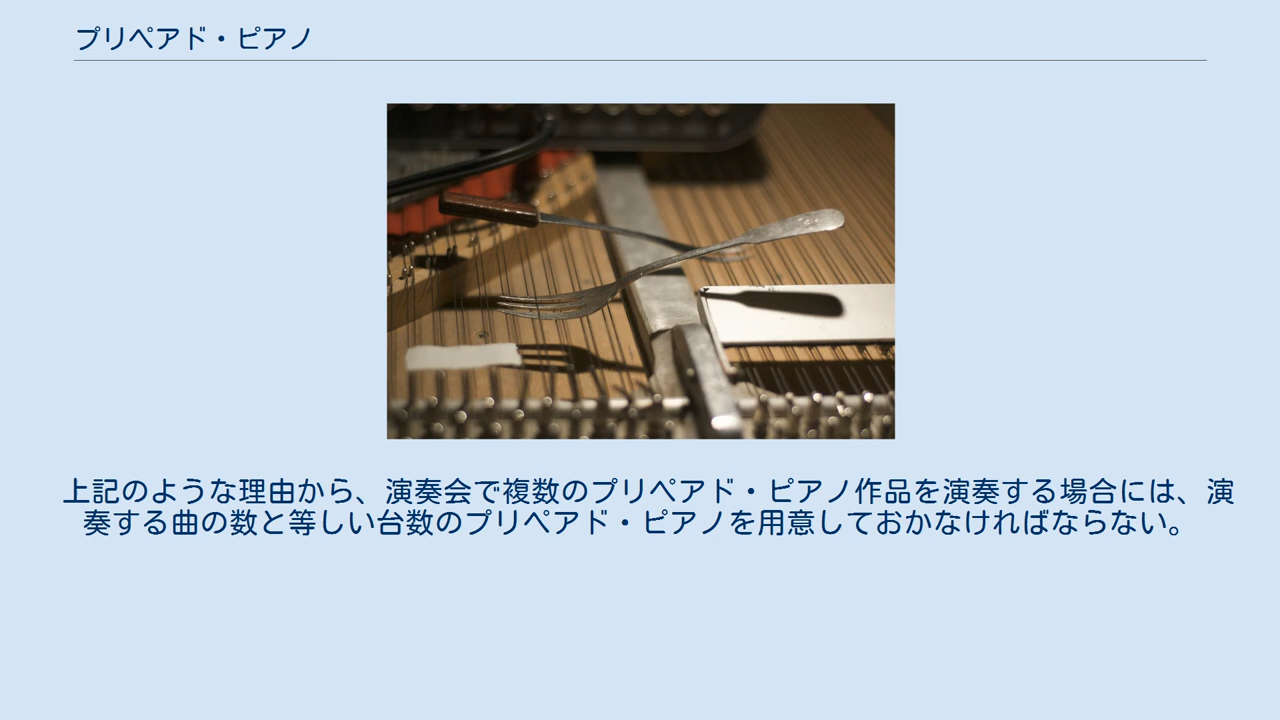 プリペアド・ピアノ
上記のような理由から、演奏会で複数のプリペアド・ピアノ作品を演奏する場合には、演
奏する曲の数と等しい台数のプリペアド・ピアノを用意しておかなければならない。